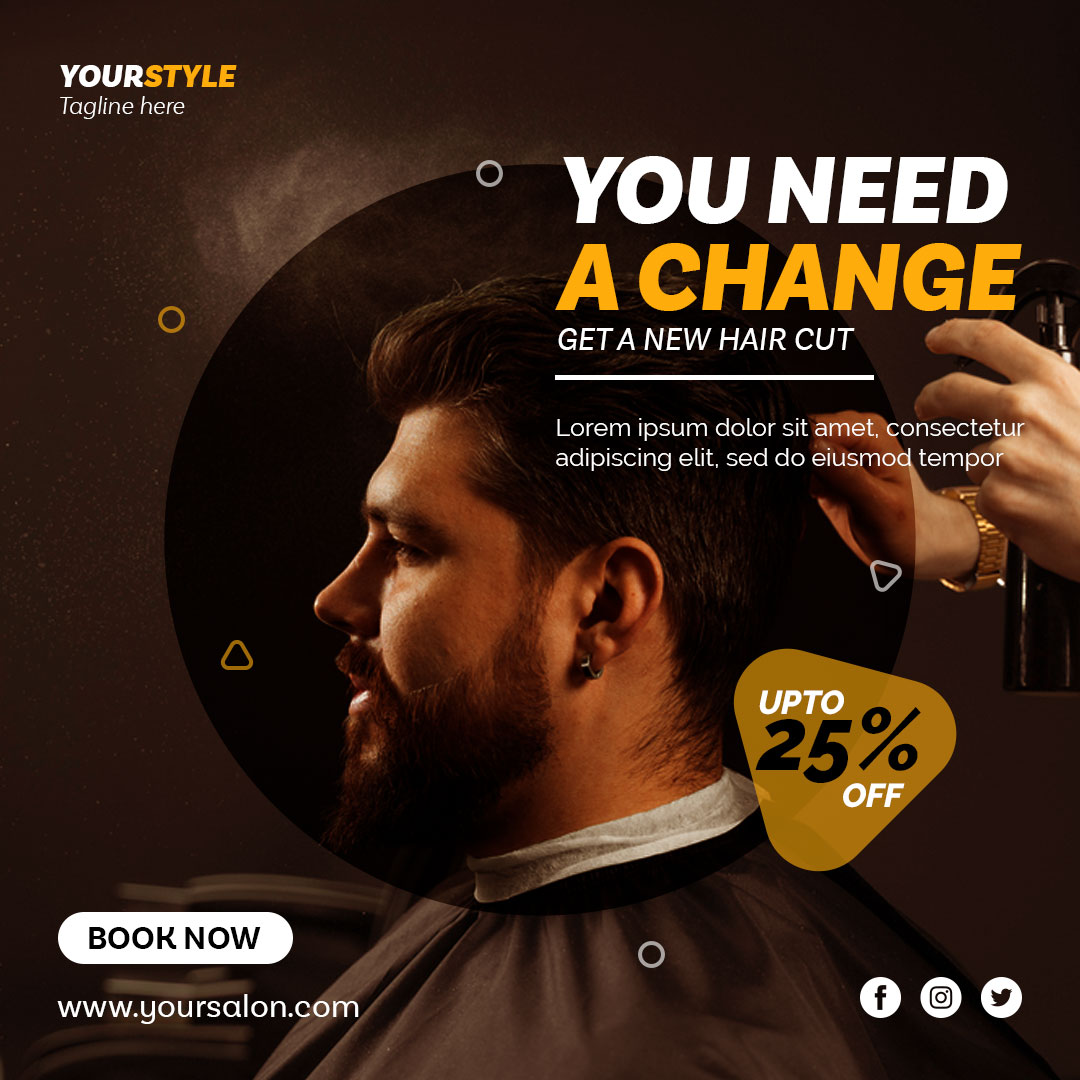 YOURSTYLE
Tagline here
YOU NEED
A CHANGE
GET A NEW HAIR CUT
Lorem ipsum dolor sit amet, consectetur
adipiscing elit, sed do eiusmod tempor
UPTO
25%
OFF
BOOK NOW
www.yoursalon.com